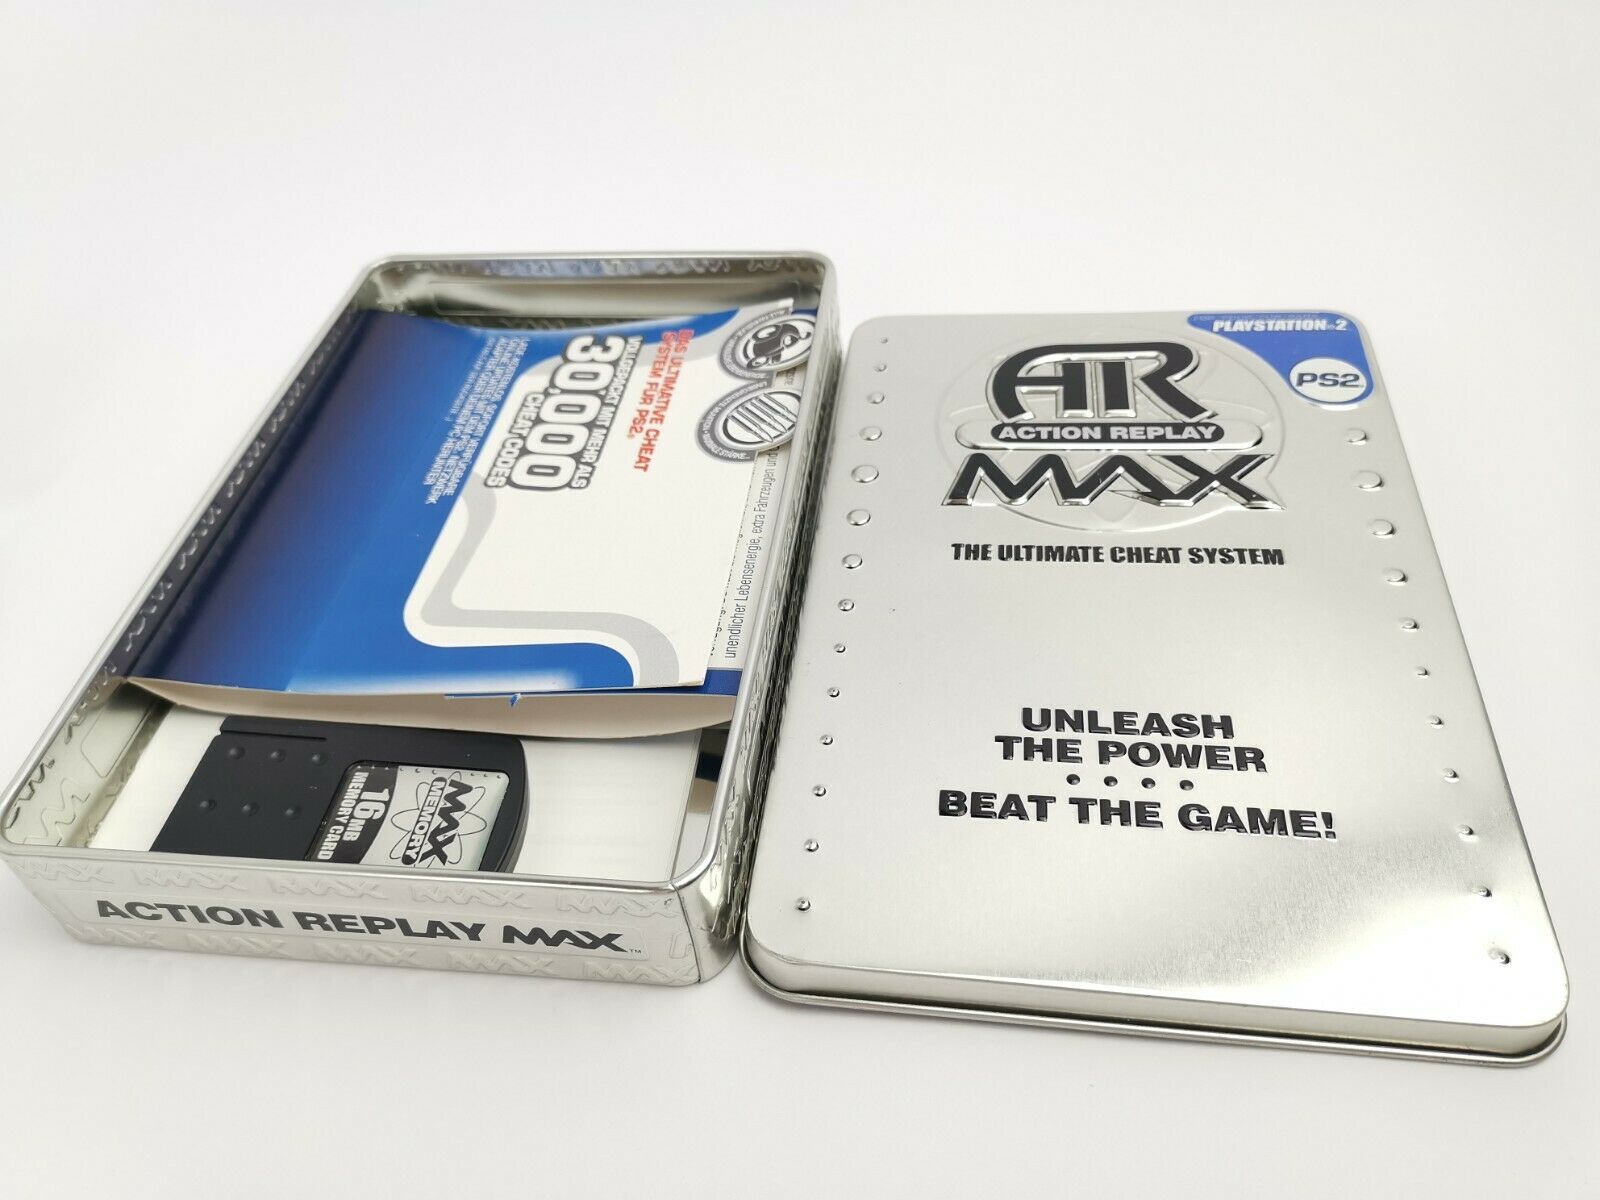 DAS ULTIMATIVE CHEAT
SYSTEM FÜR PS2
VOLLGEPACKT MIT MEHR ALS
30,000
CHEAT CODES
unendlicher Lebensenergie, extra Fahrzeugen und
MAX
MEMORY
16MB
MEMORY CARD
ACTION REPLAY MAX™
PLAYSTATION®2
PS2
AR
ACTION REPLAY
MAX
THE ULTIMATE CHEAT SYSTEM
UNLEASH
THE POWER
BEAT THE GAME!